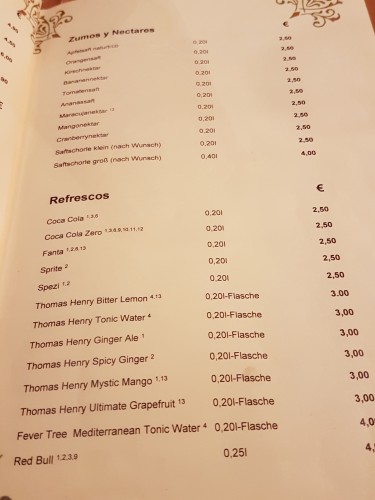 Zumos y Nectares €
Apfelsaft naturtrüb 0,20l 2,50
Orangensaft 0,20l 2,50
Kirschnektar 0,20l 2,50
Bananennektar 0,20l 2,50
Tomatensaft 0,20l 2,50
Ananassaft 0,20l 2,50
Maracujanektar 0,20l 2,50
Mangonektar 0,20l 2,50
Cranberrynektar 0,20l 2,50
Saftschorle klein (nach Wunsch) 0,20l 2,50
Saftschorle groß (nach Wunsch) 0,40l 4,00
Refrescos €
Coca Cola 1,3,6 0,20l 2,50
Coca Cola Zero 1,3,6,9,10,11,12 0,20l 2,50
Fanta 1,3,6,13 0,20l 2,50
Sprite 2 0,20l 2,50
Spezi 1,2 0,20l 2,50
Thomas Henry Bitter Lemon 4,13 0,20l-Flasche 3.00
Thomas Henry Tonic Water 4 0,20l-Flasche 3,00
Thomas Henry Ginger Ale 1 0,20l-Flasche 3,00
Thomas Henry Spicy Ginger 2 0,20l-Flasche 3,00
Thomas Henry Mystic Mango 1,13 0,20l-Flasche 3,00
Thomas Henry Ultimate Grapefruit 13 0,20l-Flasche 3,00
Fever Tree Mediterranean Tonic Water 4 0,20l-Flasche 4,0
Red Bull 1,2,3,9 0,25l 4,